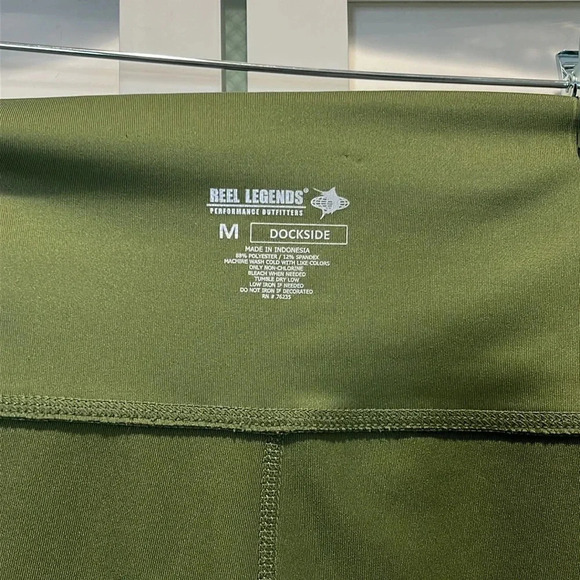 REEL LEGENDS®
PERFORMANCE OUTFITTERS
M DOCKSIDE
MADE IN INDONESIA
88% POLYESTER / 12% SPANDEX
MACHINE WASH COLD WITH LIKE COLORS
ONLY NON-CHLORINE
BLEACH WHEN NEEDED
TUMBLE DRY LOW
LOW IRON IF NEEDED
DO NOT IRON IF DECORATED
RN # 76235